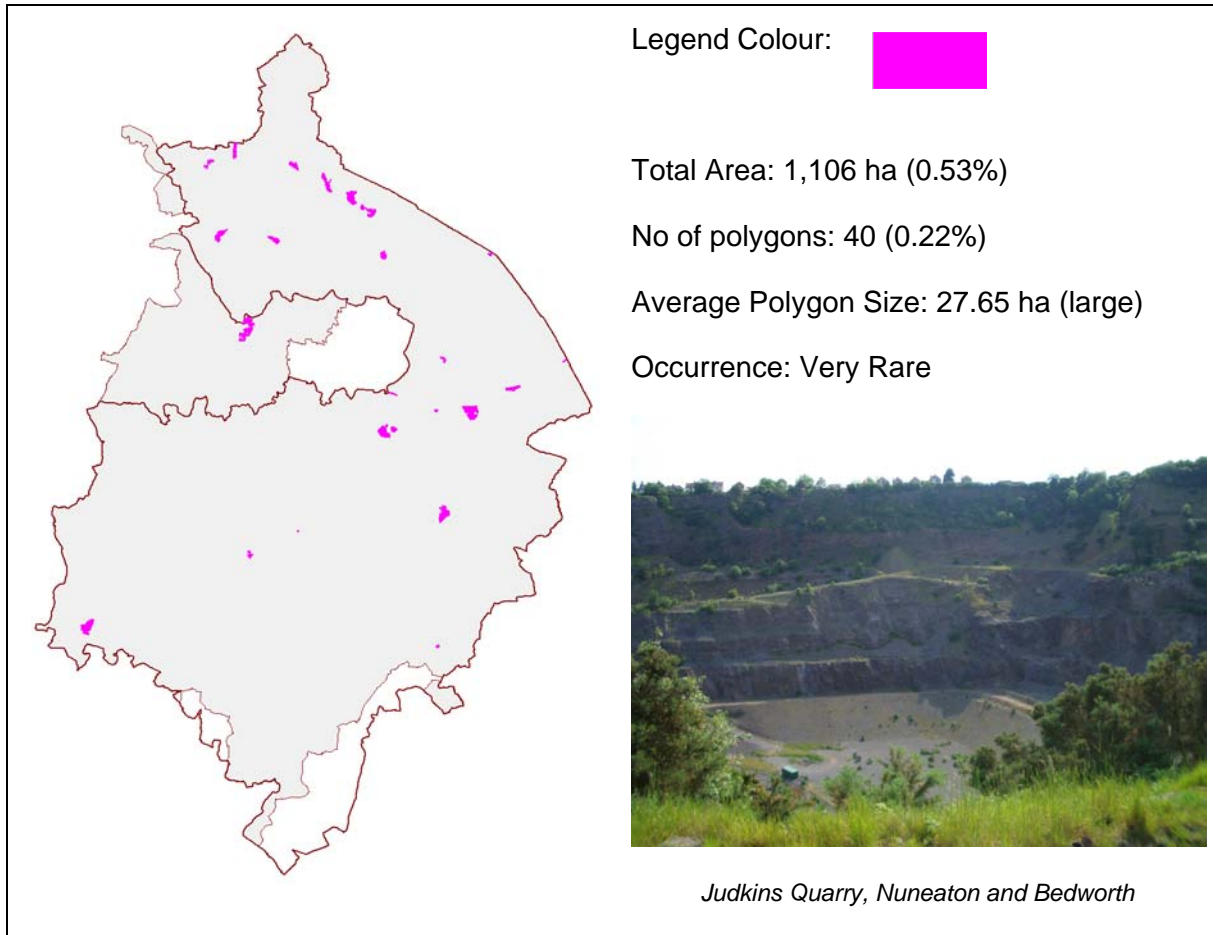 Legend Colour:
Total Area: 1,106 ha (0.53%)
No of polygons: 40 (0.22%)
Average Polygon Size: 27.65 ha (large)
Occurrence: Very Rare
Judkins Quarry, Nuneaton and Bedworth